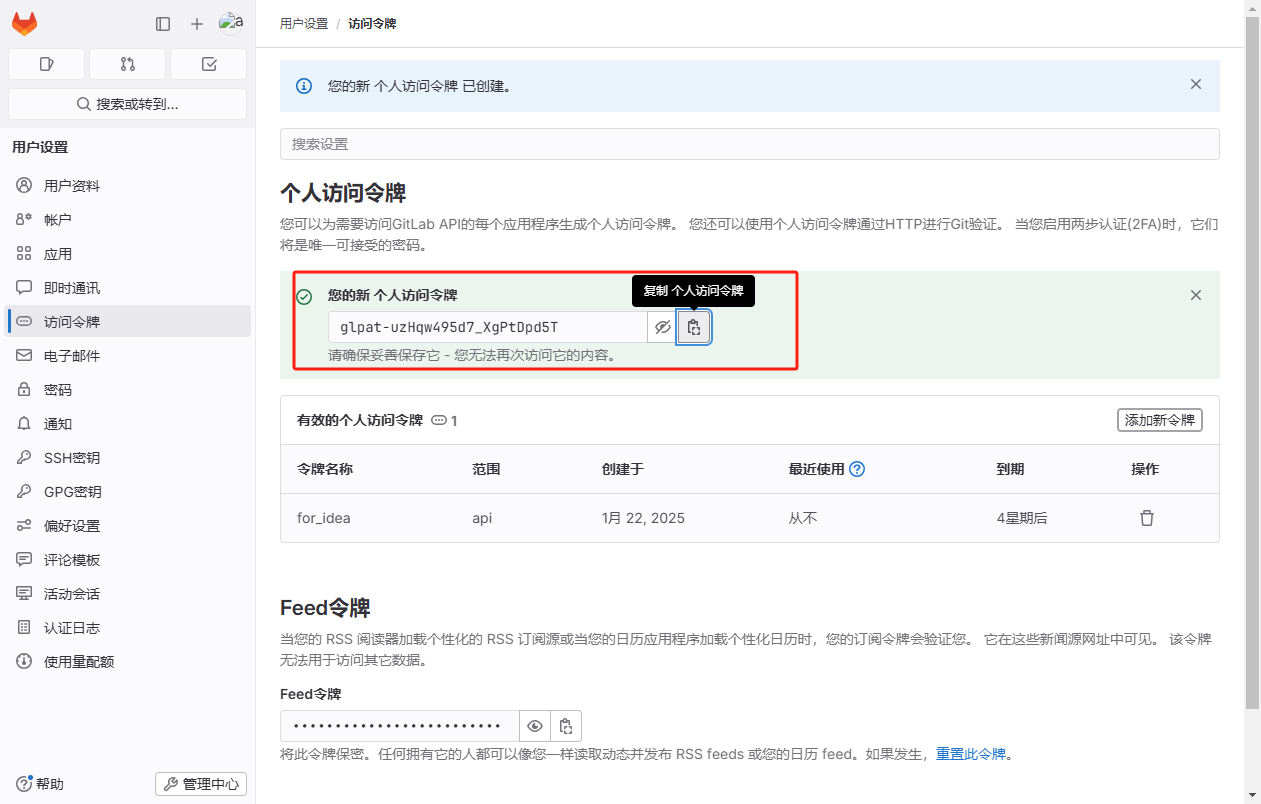 用户设置 / 访问令牌
a
搜索或转到...
用户设置
用户资料
帐户
应用
即时通讯
访问令牌
电子邮件
密码
通知
SSH密钥
GPG密钥
偏好设置
评论模板
活动会话
认证日志
使用量配额
帮助
管理中心
您的新 个人访问令牌 已创建。
搜索设置
个人访问令牌
您可以为需要访问GitLab API的每个应用程序生成个人访问令牌。 您还可以使用个人访问令牌通过HTTP进行Git验证。 当您启用两步认证(2FA)时，它们
将是唯一可接受的密码。
您的新 个人访问令牌
复制 个人访问令牌
glpat-uzHqw495d7_XgPtDpd5T
请确保妥善保存它 - 您无法再次访问它的内容。
有效的个人访问令牌 1
添加新令牌
令牌名称 范围 创建于 最近使用 到期 操作
for_idea api 1月 22, 2025 从不 4星期后
Feed令牌
当您的 RSS 阅读器加载个性化的 RSS 订阅源或当您的日历应用程序加载个性化日历时，您的订阅令牌会验证您。 它在这些新闻源网址中可见。 该令牌
无法用于访问其它数据。
Feed令牌
将此令牌保密。任何拥有它的人都可以像您一样读取动态并发布 RSS feeds 或您的日历 feed。如果发生，重置此令牌。